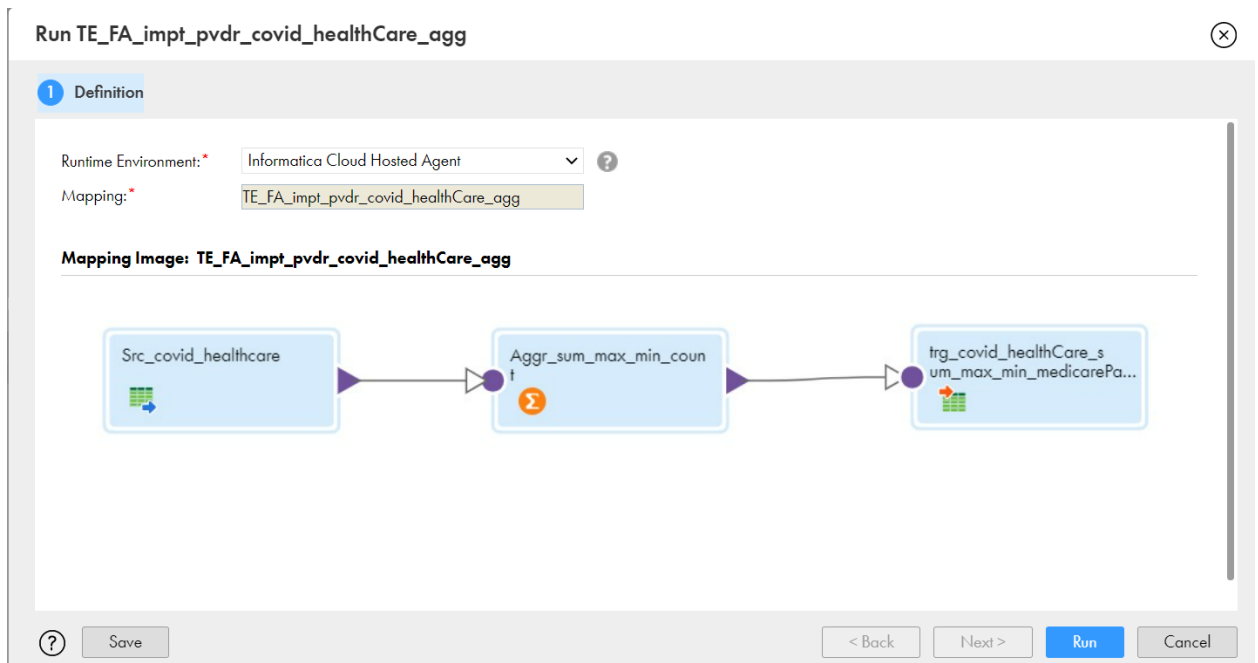 Run TE_FA_impt_pvdr_covid_healthCare_agg
1 Definition
Runtime Environment:* Informatica Cloud Hosted Agent ?
Mapping:* TE_FA_impt_pvdr_covid_healthCare_agg
Mapping Image: TE_FA_impt_pvdr_covid_healthCare_agg
Src_covid_healthcare
Aggr_sum_max_min_coun
t
Σ
trg_covid_healthCare_s
um_max_min_medicarePa...
? Save < Back Next > Run Cancel